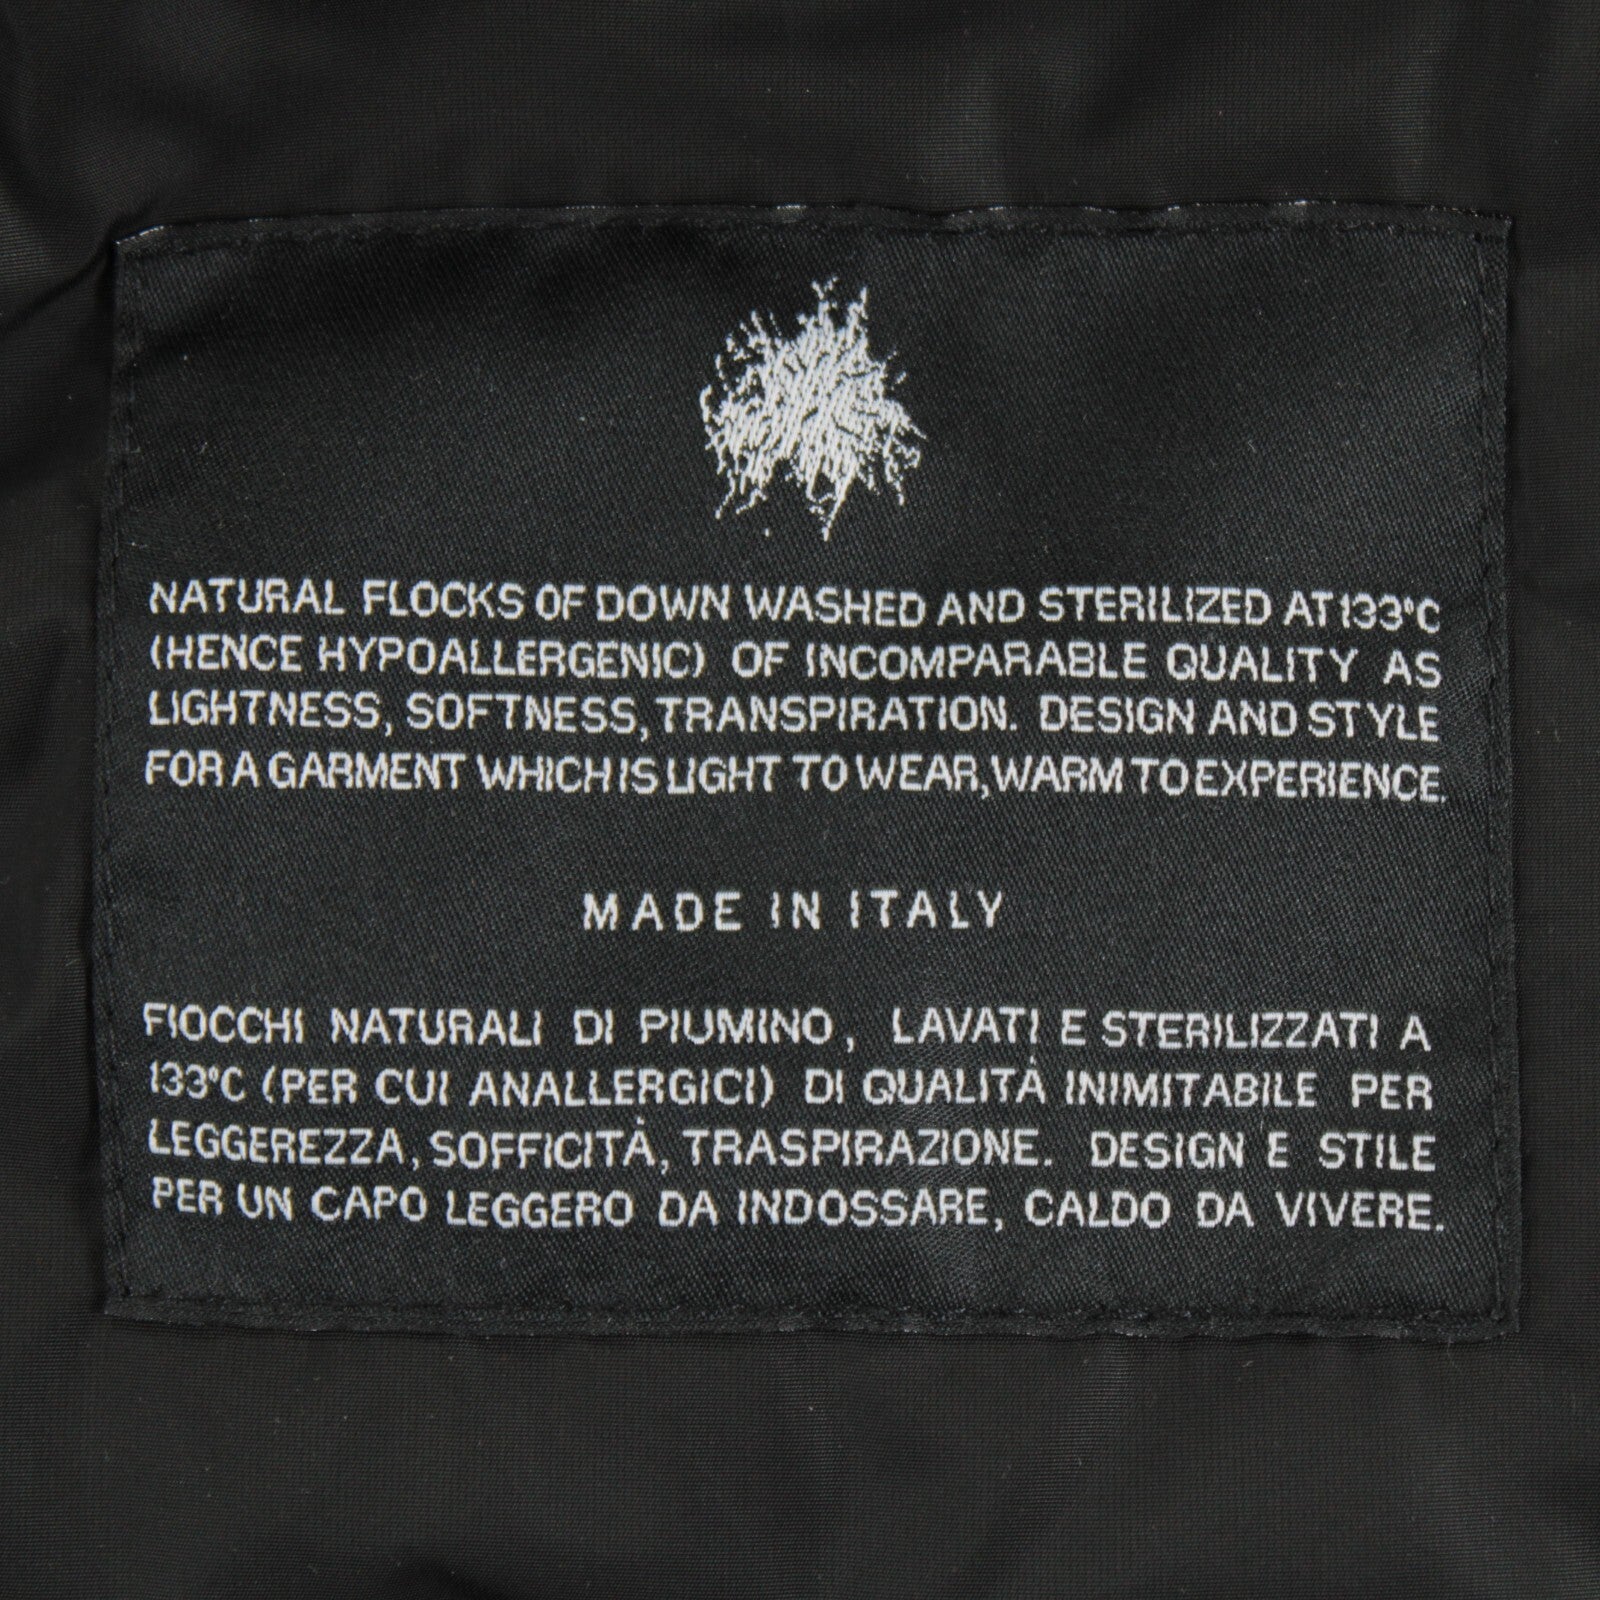 NATURAL FLOCKS OF DOWN WASHED AND STERILIZED AT 133°C
(HENCE HYPOALLERGENIC) OF INCOMPARABLE QUALITY AS
LIGHTNESS, SOFTNESS, TRANSPIRATION. DESIGN AND STYLE
FOR A GARMENT WHICH IS LIGHT TO WEAR, WARM TO EXPERIENCE.
MADE IN ITALY
FIOCCHI NATURALI DI PIUMINO, LAVATI E STERILIZZATI A
133°C (PER CUI ANALLERGICI) DI QUALITÀ INIMITABILE PER
LEGGEREZZA, SOFFICITÀ, TRASPIRAZIONE. DESIGN E STILE
PER UN CAPO LEGGERO DA INDOSSARE, CALDO DA VIVERE.